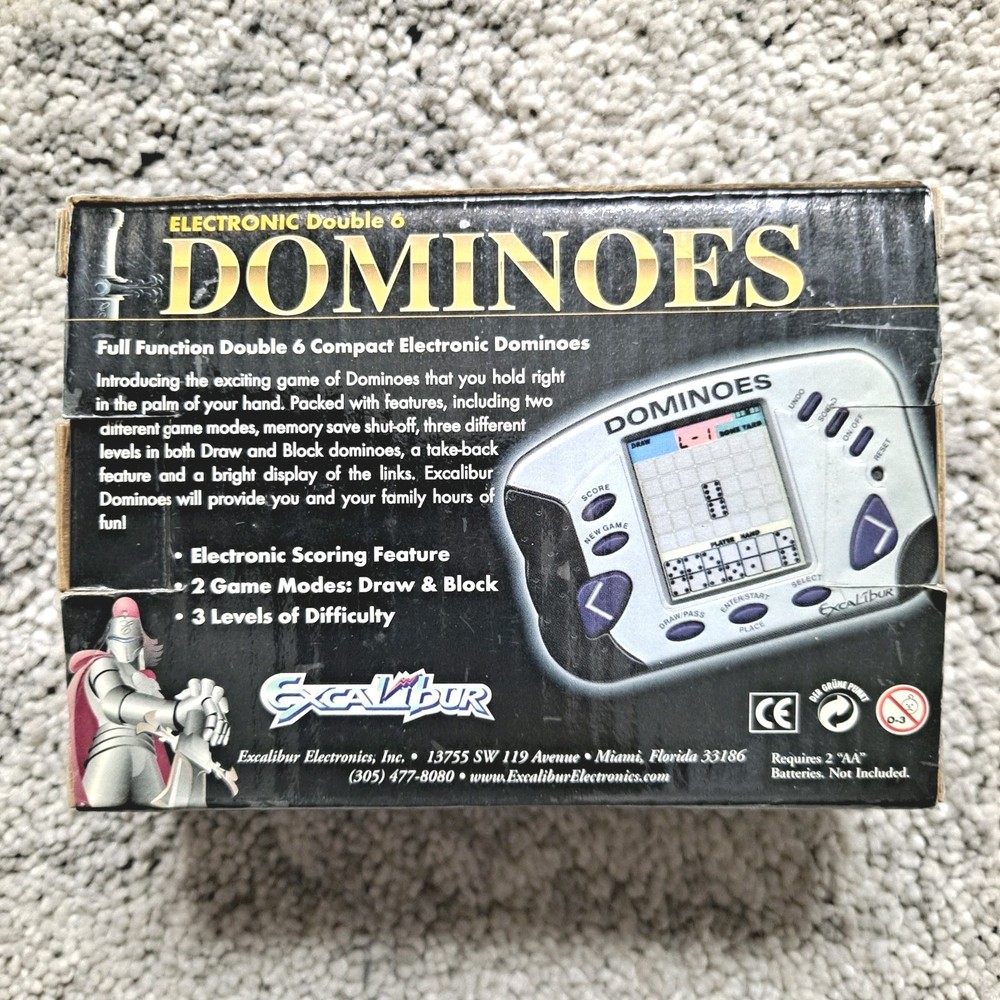 ELECTRONIC Double 6
DOMINOES
Full Function Double 6 Compact Electronic Dominoes
Introducing the exciting game of Dominoes that you hold right
in the palm of your hand. Packed with features, including two
different game modes, memory save shut-off, three different
levels in both Draw and Block dominoes, a take-back
feature and a bright display of the links. Excalibur
Dominoes will provide you and your family hours of
fun!
• Electronic Scoring Feature
• 2 Game Modes: Draw & Block
• 3 Levels of Difficulty
DOMINOES
UNDO
SOUND
ON/OFF
RESET
DRAW
L-1
BONE YARD
SCORE
NEW GAME
PLAYER HAND
DRAW/PASS
ENTER/START
PLACE
SELECT
EXCALIBUR
EXCALIBUR
CE
DER GRÜNE PUNKT
0-3
Excalibur Electronics, Inc. • 13755 SW 119 Avenue • Miami, Florida 33186
(305) 477-8080 • www.ExcaliburElectronics.com
Requires 2 "AA"
Batteries. Not Included.